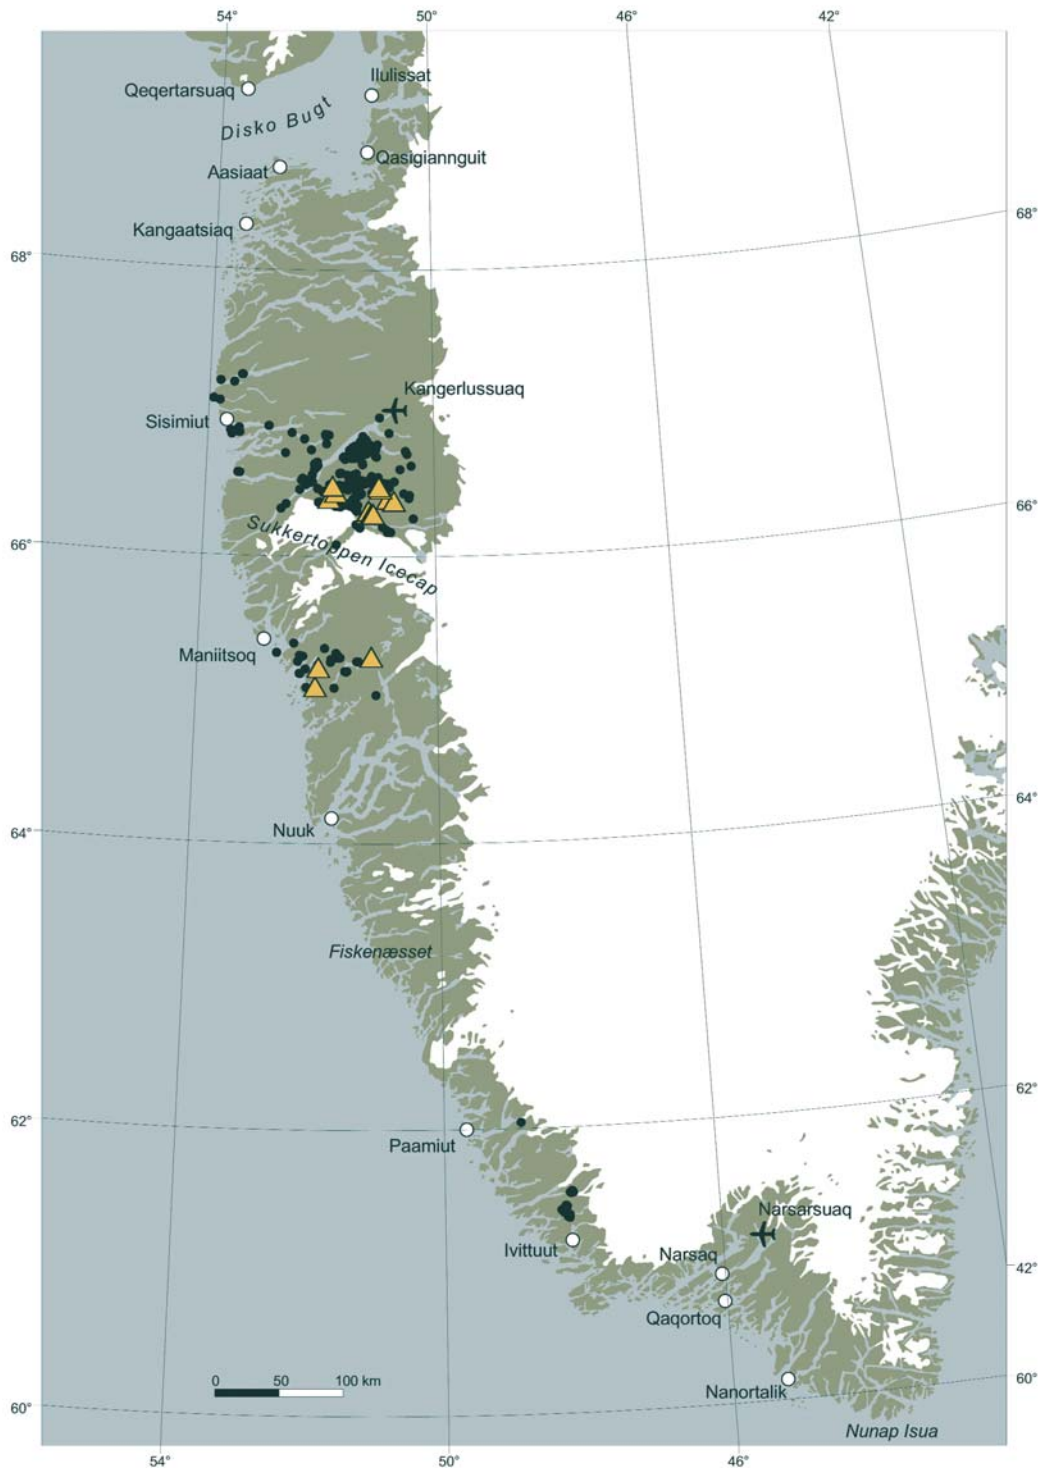 54°
50°
46°
42°
Ilulissat
Qeqertarsuaq
Disko Bugt
Qasigiannguit
Aasiaat
68°
Kangaatsiaq
68°
Kangerlussuaq
Sisimiut
66°
Sukkertoppen Icecap
66°
Maniitsoq
64°
Nuuk
64°
Fiskenæsset
62°
62°
Paamiut
Narsarsuaq
Ivittuut
Narsaq
42°
Qaqortoq
0 50 100 km
60°
Nanortalik
60°
Nunap Isua
54°
50°
46°